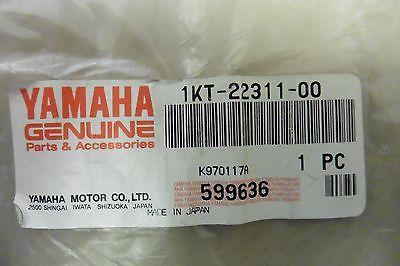 1KT-22311-00
YAMAHA
GENUINE
Parts & Accessories
K970117A
1 PC
599636
YAMAHA MOTOR CO.,LTD.
2500 SHINGAI IWATA SHIZUOKA JAPAN
MADE IN JAPAN